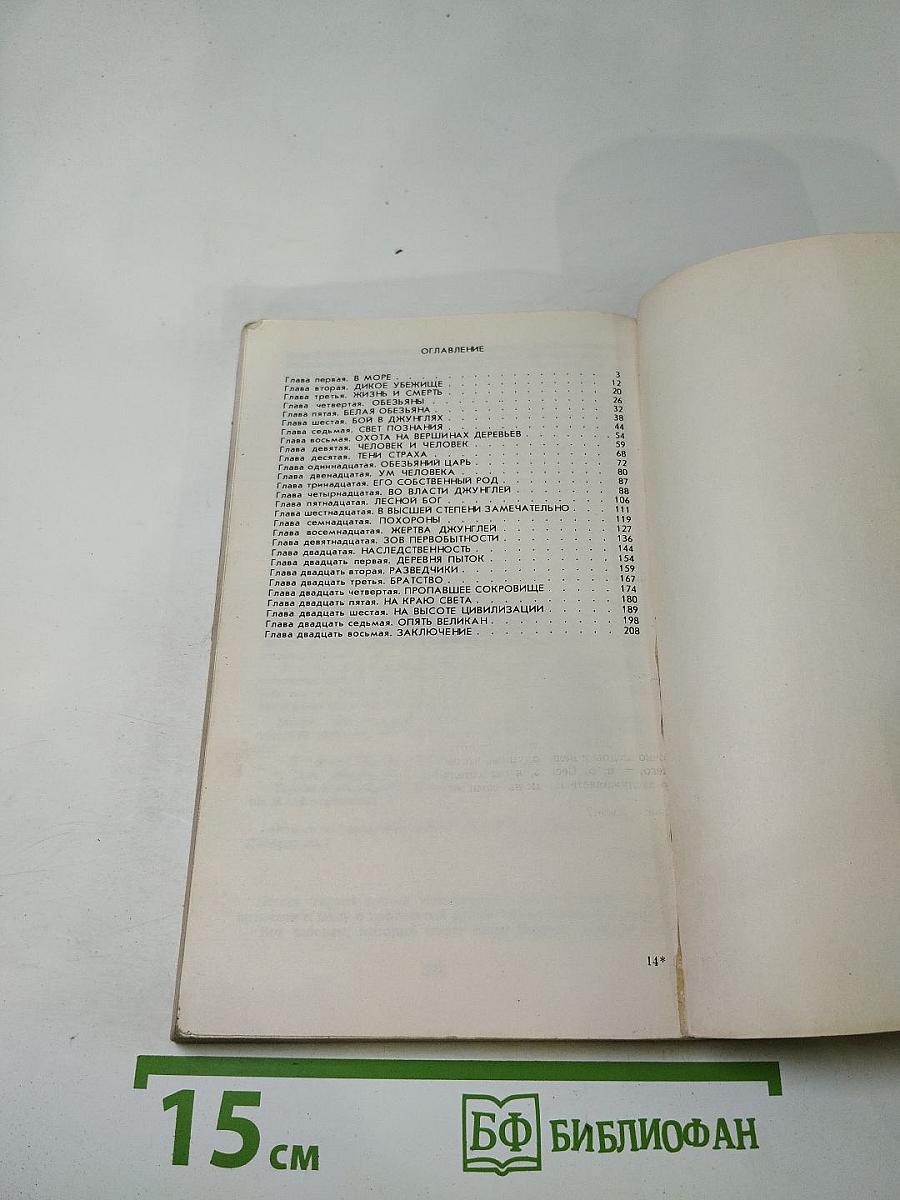 ОГЛАВЛЕНИЕ
Глава первая. В МОРЕ . . . . . . . . . . . . . . . . 3
Глава вторая. ДИКОЕ УБЕЖИЩЕ . . . . . . . . . . . . 12
Глава третья. ЖИЗНЬ И СМЕРТЬ . . . . . . . . . . . . 20
Глава четвертая. ОБЕЗЬЯНЫ . . . . . . . . . . . . 26
Глава пятая. БЕЛАЯ ОБЕЗЬЯНА . . . . . . . . . . . . 32
Глава шестая. БОЙ В ДЖУНГЛЯХ . . . . . . . . . . . . 38
Глава седьмая. СВЕТ ПОЗНАНИЯ . . . . . . . . . . . . 44
Глава восьмая. ОХОТА НА ВЕРШИНАХ ДЕРЕВЬЕВ . . . . . . . 54
Глава девятая. ЧЕЛОВЕК И ЧЕЛОВЕК . . . . . . . . . . 59
Глава десятая. ТЕНИ СТРАХА . . . . . . . . . . . . 68
Глава одиннадцатая. ОБЕЗЬЯНИЙ ЦАРЬ . . . . . . . . . . 72
Глава двенадцатая. УМ ЧЕЛОВЕКА . . . . . . . . . . . 80
Глава тринадцатая. ЕГО СОБСТВЕННЫЙ РОД . . . . . . . . 87
Глава четырнадцатая. ВО ВЛАСТИ ДЖУНГЛЕЙ . . . . . . . . 88
Глава пятнадцатая. ЛЕСНОЙ БОГ . . . . . . . . . . . 106
Глава шестнадцатая. В ВЫСШЕЙ СТЕПЕНИ ЗАМЕЧАТЕЛЬНО . . . . 111
Глава семнадцатая. ПОХОРОНЫ . . . . . . . . . . . . 119
Глава восемнадцатая. ЖЕРТВА ДЖУНГЛЕЙ . . . . . . . . . 127
Глава девятнадцатая. ЗОВ ПЕРВОБЫТНОСТИ . . . . . . . . 136
Глава двадцатая. НАСЛЕДСТВЕННОСТЬ . . . . . . . . . . 144
Глава двадцать первая. ДЕРЕВНЯ ПЫТОК . . . . . . . . . 154
Глава двадцать вторая. РАЗВЕДЧИКИ . . . . . . . . . . 159
Глава двадцать третья. БРАТСТВО . . . . . . . . . . . 167
Глава двадцать четвертая. ПРОПАВШЕЕ СОКРОВИЩЕ . . . . . . 174
Глава двадцать пятая. НА КРАЮ СВЕТА . . . . . . . . . . 180
Глава двадцать шестая. НА ВЫСОТЕ ЦИВИЛИЗАЦИИ . . . . . . 189
Глава двадцать седьмая. ОПЯТЬ ВЕЛИКАН . . . . . . . . . 198
Глава двадцать восьмая. ЗАКЛЮЧЕНИЕ . . . . . . . . . . 208
14*
15 см
БФ БИБЛИОФАН